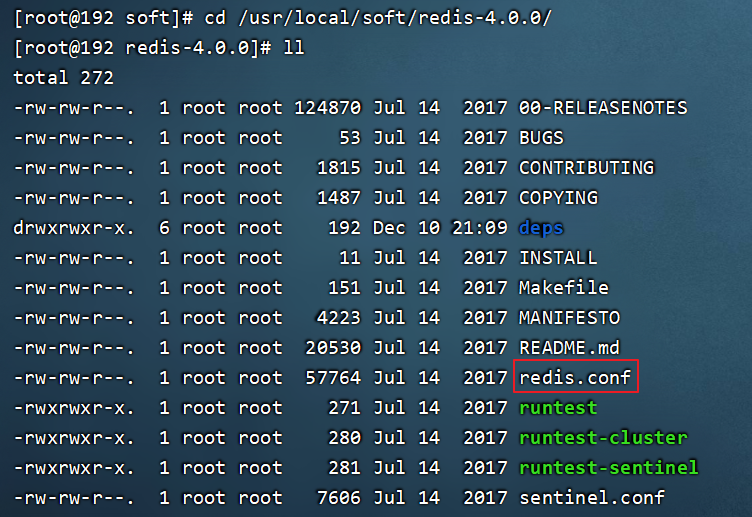 [root@192 soft]# cd /usr/local/soft/redis-4.0.0/
[root@192 redis-4.0.0]# ll
total 272
-rw-rw-r--.  1 root root 124870 Jul 14  2017 00-RELEASENOTES
-rw-rw-r--.  1 root root     53 Jul 14  2017 BUGS
-rw-rw-r--.  1 root root   1815 Jul 14  2017 CONTRIBUTING
-rw-rw-r--.  1 root root   1487 Jul 14  2017 COPYING
drwxrwxr-x.  6 root root    192 Dec 10 21:09 deps
-rw-rw-r--.  1 root root     11 Jul 14  2017 INSTALL
-rw-rw-r--.  1 root root    151 Jul 14  2017 Makefile
-rw-rw-r--.  1 root root   4223 Jul 14  2017 MANIFESTO
-rw-rw-r--.  1 root root  20530 Jul 14  2017 README.md
-rw-rw-r--.  1 root root  57764 Jul 14  2017 redis.conf
-rwxrwxr-x.  1 root root    271 Jul 14  2017 runtest
-rwxrwxr-x.  1 root root    280 Jul 14  2017 runtest-cluster
-rwxrwxr-x.  1 root root    281 Jul 14  2017 runtest-sentinel
-rw-rw-r--.  1 root root   7606 Jul 14  2017 sentinel.conf